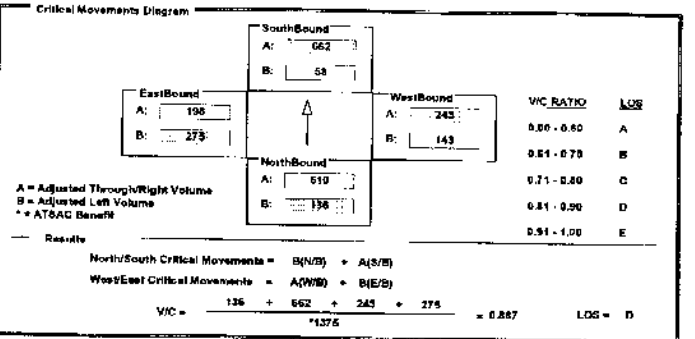 Critical Movements Diagram
SouthBound
A: 662
B: 58
EastBound
A: 198
B: 275
WestBound
A: 243
B: 143
NorthBound
A: 510
B: 136
V/C RATIO LOS
0.00 - 0.60 A
0.61 - 0.70 B
0.71 - 0.80 C
0.81 - 0.90 D
0.91 - 1.00 E
A = Adjusted Through/Right Volume
B = Adjusted Left Volume
* = ATSAC Benefit
Results
North/South Critical Movements = B(N/B) + A(S/B)
West/East Critical Movements = A(W/B) + B(E/B)
V/C = 136 + 662 + 243 + 275 = 0.887 LOS = D
*1375